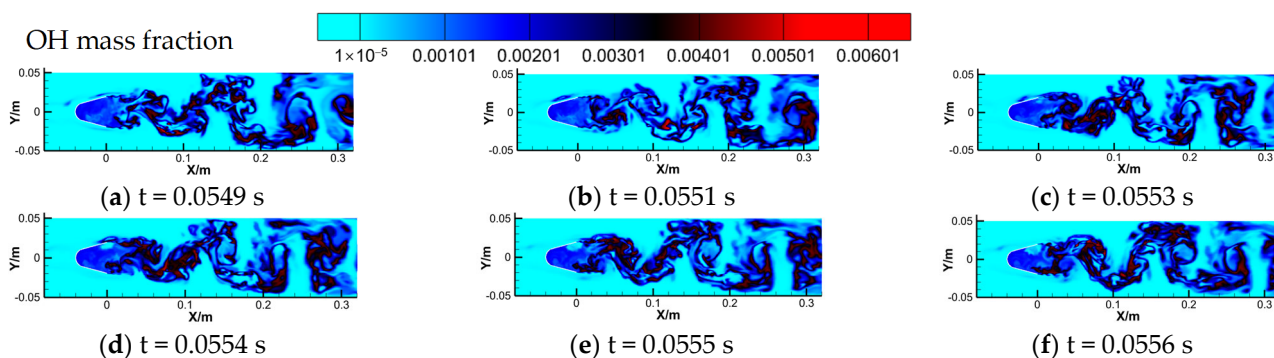 OH mass fraction
1×10⁻⁵ 0.00101 0.00201 0.00301 0.00401 0.00501 0.00601
0.05 0.05 0.05
Y/m Y/m Y/m
0 0 0
-0.05 -0.05 -0.05
0 0.1 0.2 0.3 0 0.1 0.2 0.3 0 0.1 0.2 0.3
X/m X/m X/m
(a) t = 0.0549 s (b) t = 0.0551 s (c) t = 0.0553 s
0.05 0.05 0.05
Y/m Y/m Y/m
0 0 0
-0.05 -0.05 -0.05
0 0.1 0.2 0.3 0 0.1 0.2 0.3 0 0.1 0.2 0.3
X/m X/m X/m
(d) t = 0.0554 s (e) t = 0.0555 s (f) t = 0.0556 s